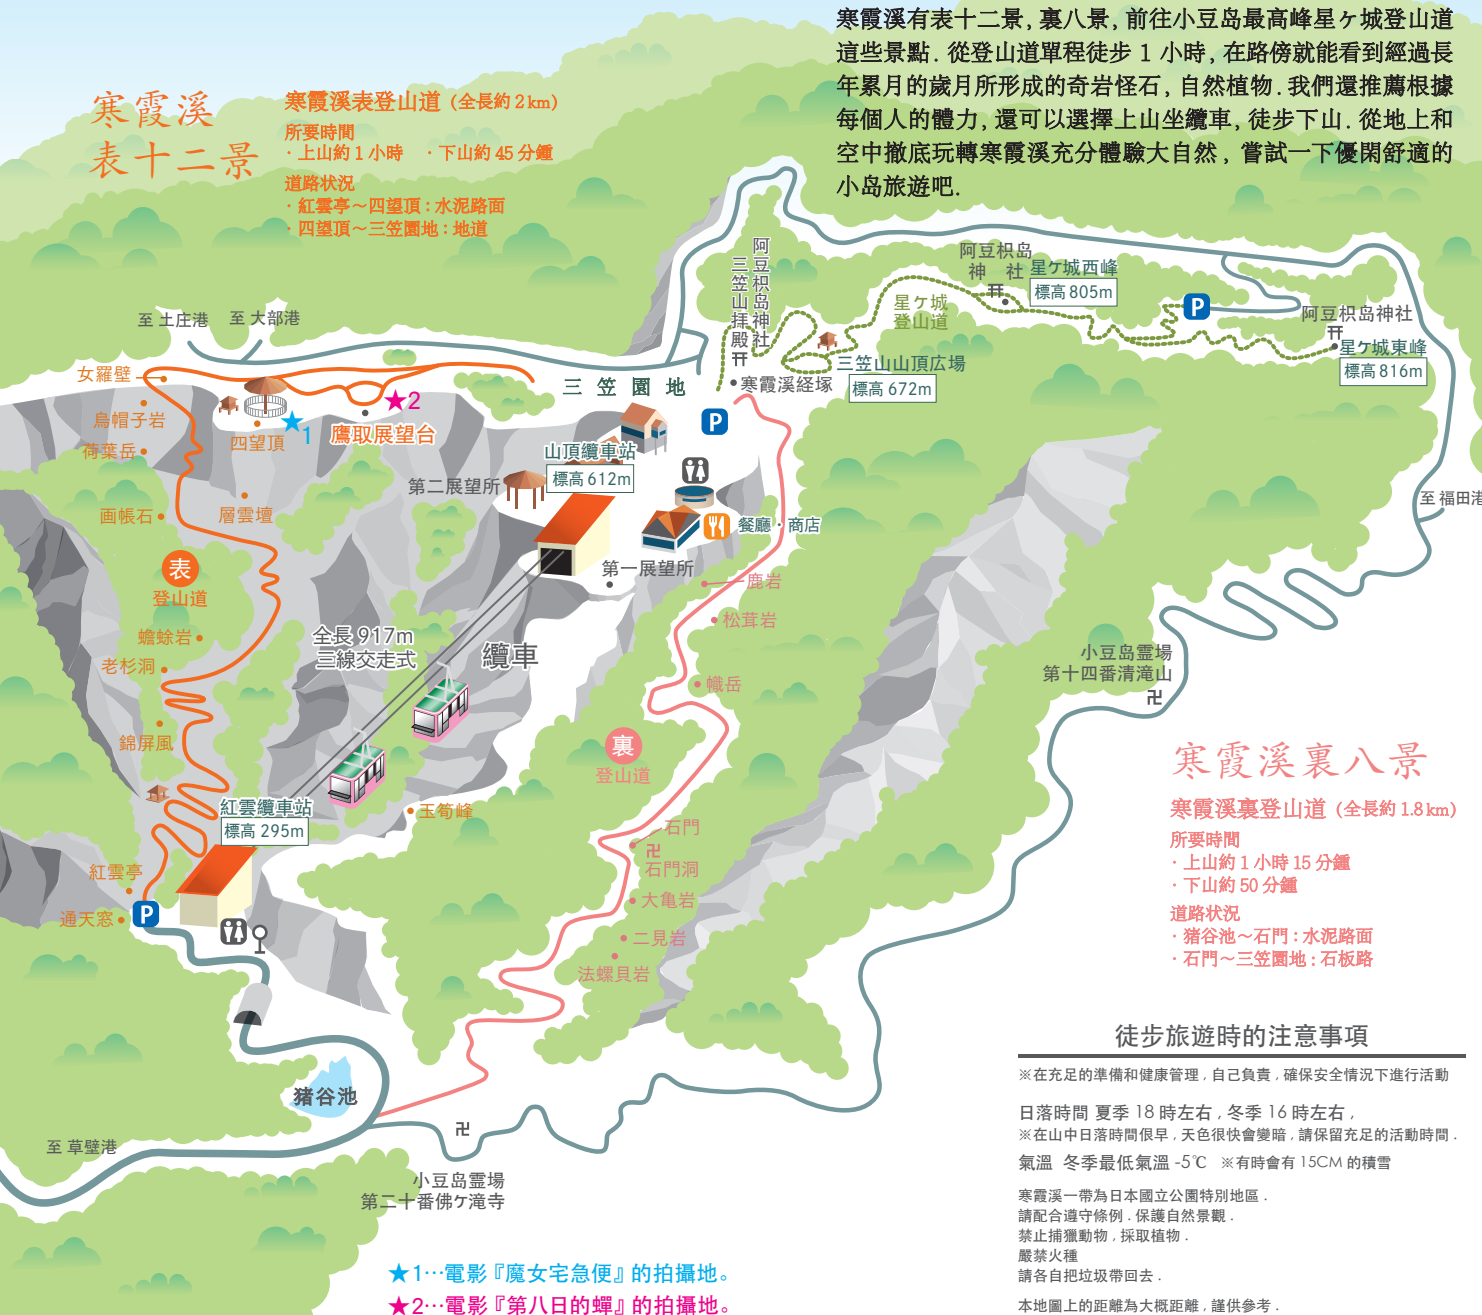 寒霞溪有表十二景, 裏八景, 前往小豆岛最高峰星ヶ城登山道
這些景點. 從登山道單程徒步 1 小時, 在路傍就能看到經過長
年累月的歲月所形成的奇岩怪石, 自然植物. 我們還推薦根據
每個人的體力, 還可以選擇上山坐纜車, 徒步下山. 從地上和
空中撤底玩轉寒霞溪充分體驗大自然, 嘗試一下優閑舒適的
小岛旅遊吧.
寒霞溪
表十二景
寒霞溪表登山道 (全長約 2km)
所要時間
· 上山約 1 小時 · 下山約 45 分鐘
道路状況
· 紅雲亭～四望頂 : 水泥路面
· 四望頂～三笠園地 : 地道
至 土庄港
至 大部港
阿豆枳岛神社
三笠山拝殿
阿豆枳岛
神 社
星ケ城西峰
標高 805m
星ケ城
登山道
P
阿豆枳岛神社
星ケ城東峰
標高 816m
三笠山山頂広場
標高 672m
寒霞溪経塚
三笠園地
P
女羅壁
烏帽子岩
荷葉岳
四望頂
★1
★2
鷹取展望台
山頂纜車站
標高 612m
第二展望所
画帳石
層雲壇
餐廳 · 商店
第一展望所
至 福田港
表
登山道
鹿岩
松茸岩
蟾蜍岩
老杉洞
全長 917m
三線交走式
纜車
小豆岛霊場
第十四番清滝山
卍
幟岳
錦屏風
裏
登山道
寒霞溪裏八景
寒霞溪裏登山道 (全長約 1.8km)
所要時間
· 上山約 1 小時 15 分鐘
· 下山約 50 分鐘
道路状況
· 猪谷池～石門 : 水泥路面
· 石門～三笠園地 : 石板路
紅雲纜車站
標高 295m
玉筍峰
石門
卍
石門洞
紅雲亭
大亀岩
通天窓
P
二見岩
法螺貝岩
猪谷池
至 草壁港
卍
小豆岛霊場
第二十番佛ケ滝寺
徒步旅遊時的注意事項
※在充足的準備和健康管理 , 自己負責 , 確保安全情況下進行活動
日落時間 夏季 18 時左右 , 冬季 16 時左右 ,
※在山中日落時間很早 , 天色很快會變暗 , 請保留充足的活動時間 .
氣溫 冬季最低氣溫 -5℃ ※有時會有 15CM 的積雪
寒霞溪一帶為日本國立公園特別地區 .
請配合遵守條例 . 保護自然景觀 .
禁止捕獵動物 , 採取植物 .
嚴禁火種
請各自把垃圾帶回去 .
本地圖上的距離為大概距離 , 謹供參考 .
★1…電影『魔女宅急便』的拍攝地。
★2…電影『第八日的蟬』的拍攝地。